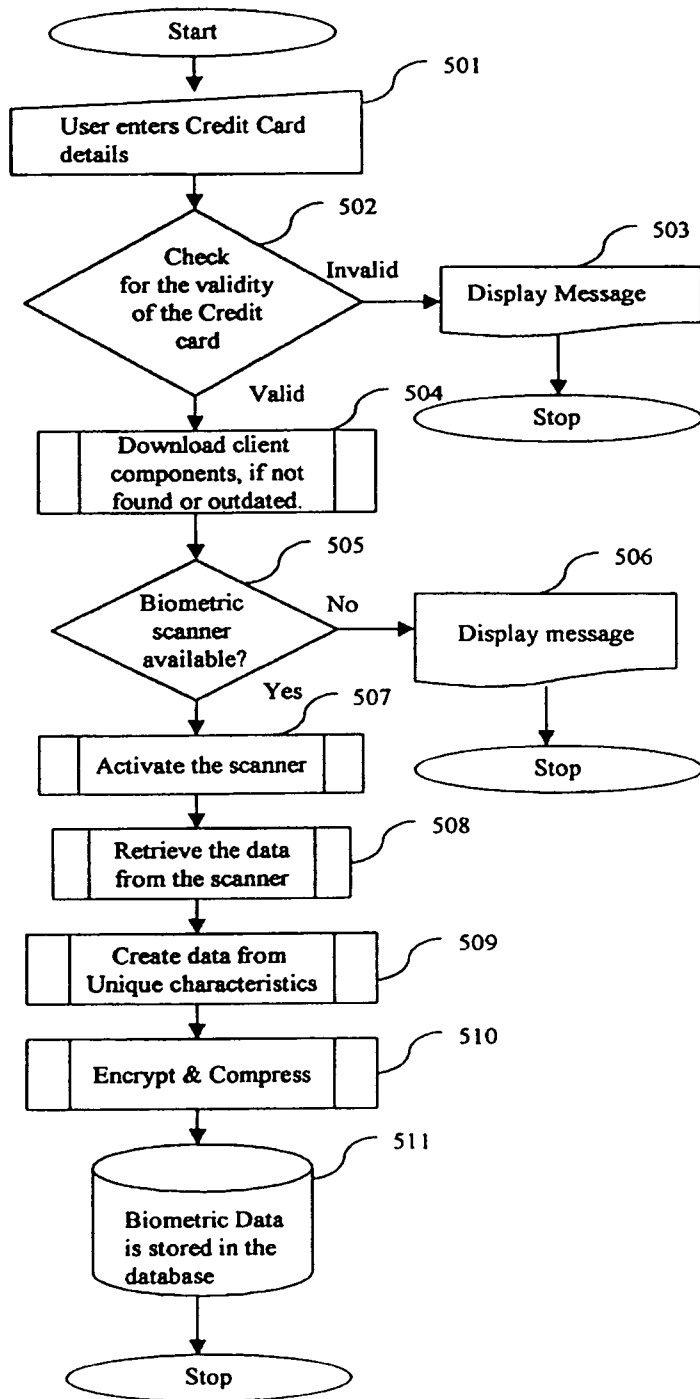 Start
501
User enters Credit Card
details
502
Check
for the validity
of the Credit
card
Invalid
503
Display Message
Stop
Valid
504
Download client
components, if not
found or outdated.
505
Biometric
scanner
available?
No
506
Display message
Stop
Yes
507
Activate the scanner
508
Retrieve the data
from the scanner
509
Create data from
Unique characteristics
510
Encrypt & Compress
511
Biometric Data
is stored in the
database
Stop